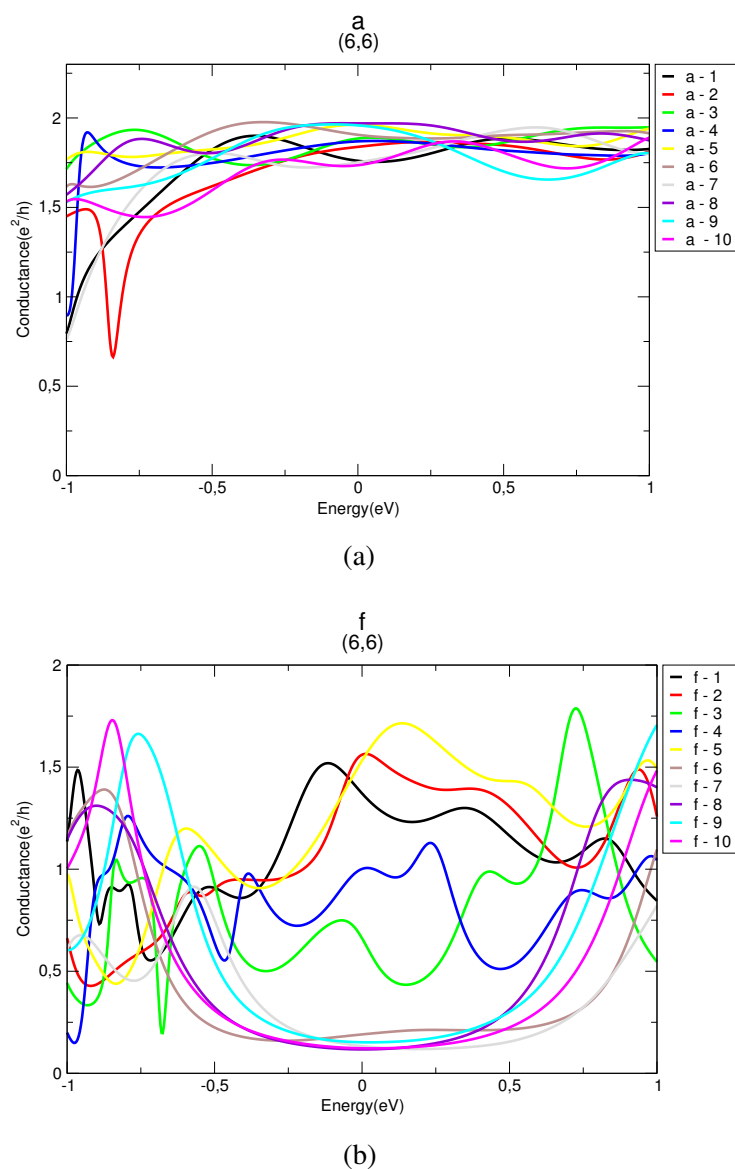 a
(6,6)
2
1,5
1
0,5
0
Conductance(e²/h)
-1
-0,5
0
0,5
1
Energy(eV)
a - 1
a - 2
a - 3
a - 4
a - 5
a - 6
a - 7
a - 8
a - 9
a - 10
(a)
f
(6,6)
2
1,5
1
0,5
0
Conductance(e²/h)
-1
-0,5
0
0,5
1
Energy(eV)
f - 1
f - 2
f - 3
f - 4
f - 5
f - 6
f - 7
f - 8
f - 9
f - 10
(b)